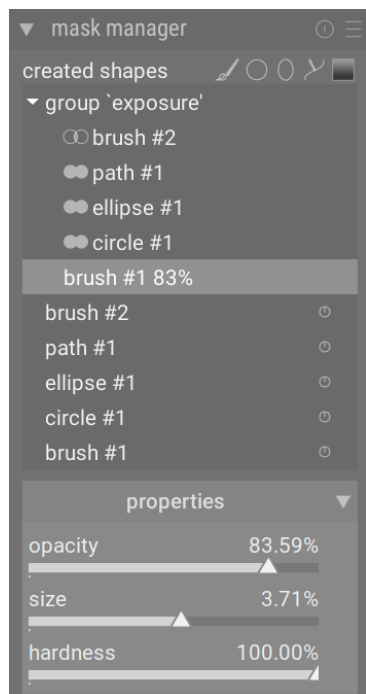 mask manager
created shapes
group `exposure'
brush #2
path #1
ellipse #1
circle #1
brush #1 83%
brush #2
path #1
ellipse #1
circle #1
brush #1
properties
opacity 83.59%
size 3.71%
hardness 100.00%